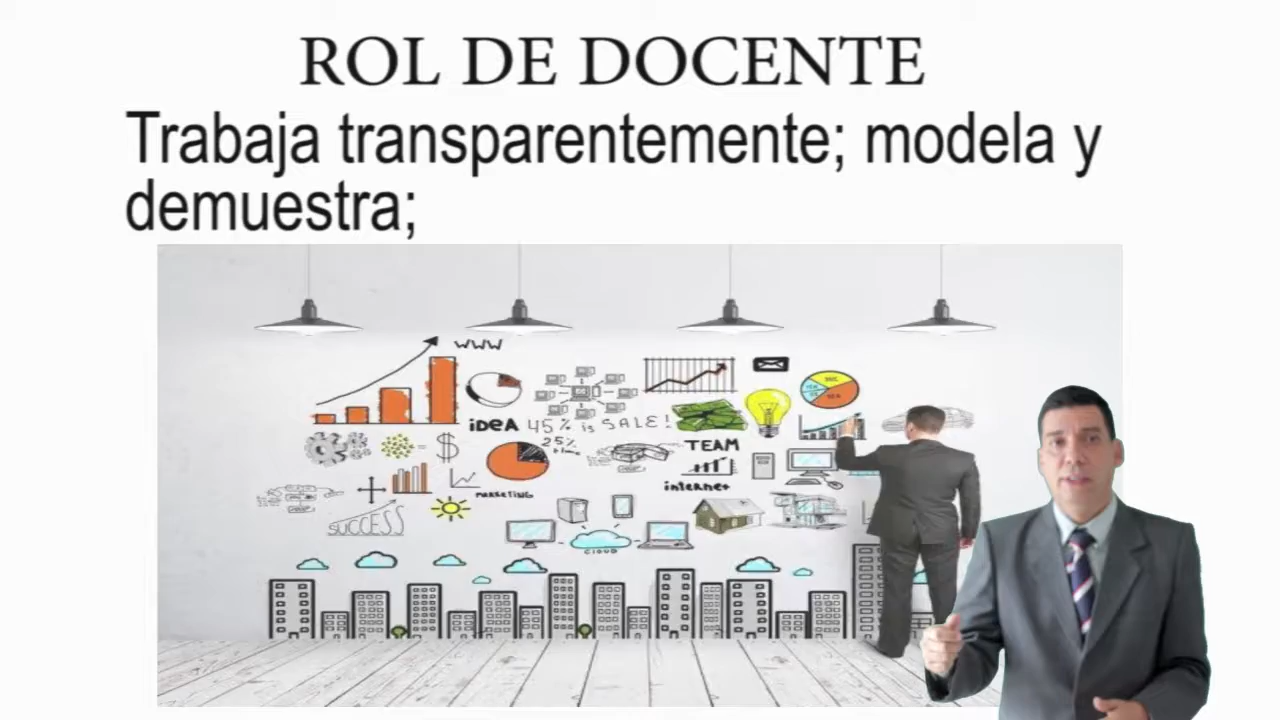 ROL DE DOCENTE
Trabaja transparentemente; modela y
demuestra;
WWW
iDEA 45% is SALE!
25%
TEAM
$
MARKETING
internet
SUCCESS
CLOUD